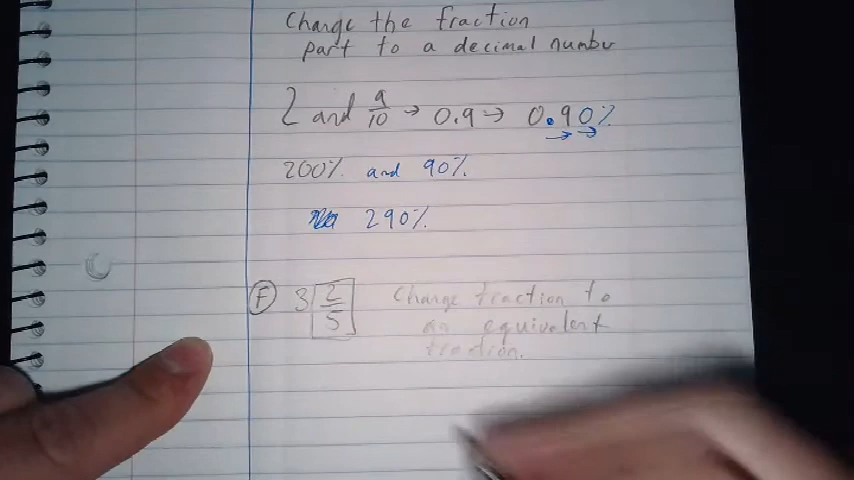 Change the fraction
part to a decimal number
2 and 9/10 → 0.9 → 0.90%
200% and 90%
290%
F 3 2/5 Change fraction to
an equivalent
fraction.